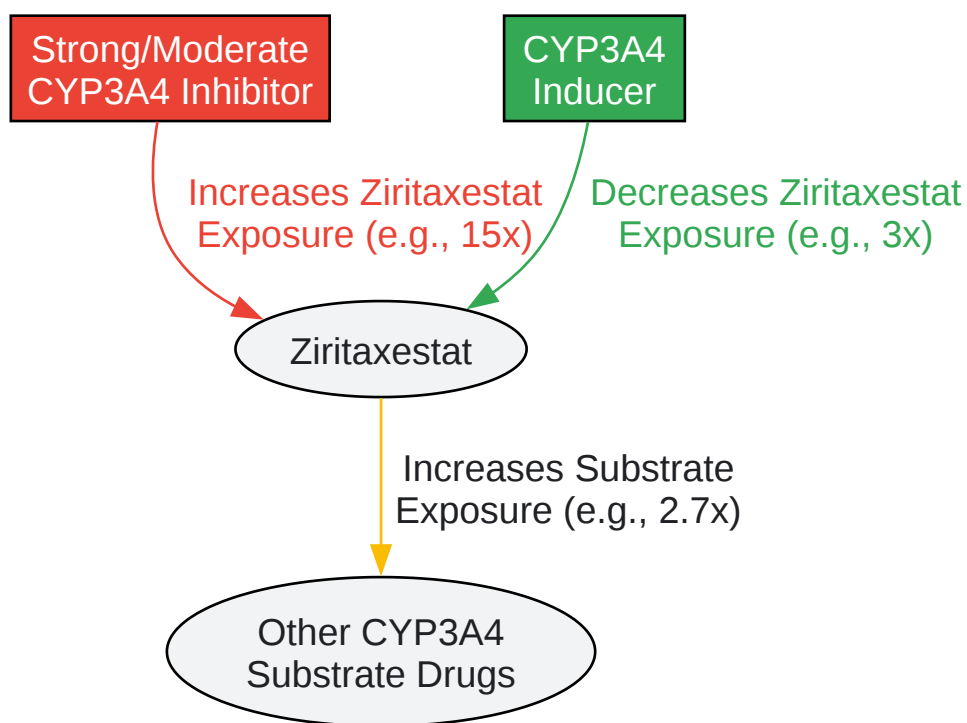 Strong/Moderate
CYP3A4 Inhibitor
CYP3A4
Inducer
Increases Ziritaxestat
Exposure (e.g., 15x)
Decreases Ziritaxestat
Exposure (e.g., 3x)
Ziritaxestat
Increases Substrate
Exposure (e.g., 2.7x)
Other CYP3A4
Substrate Drugs